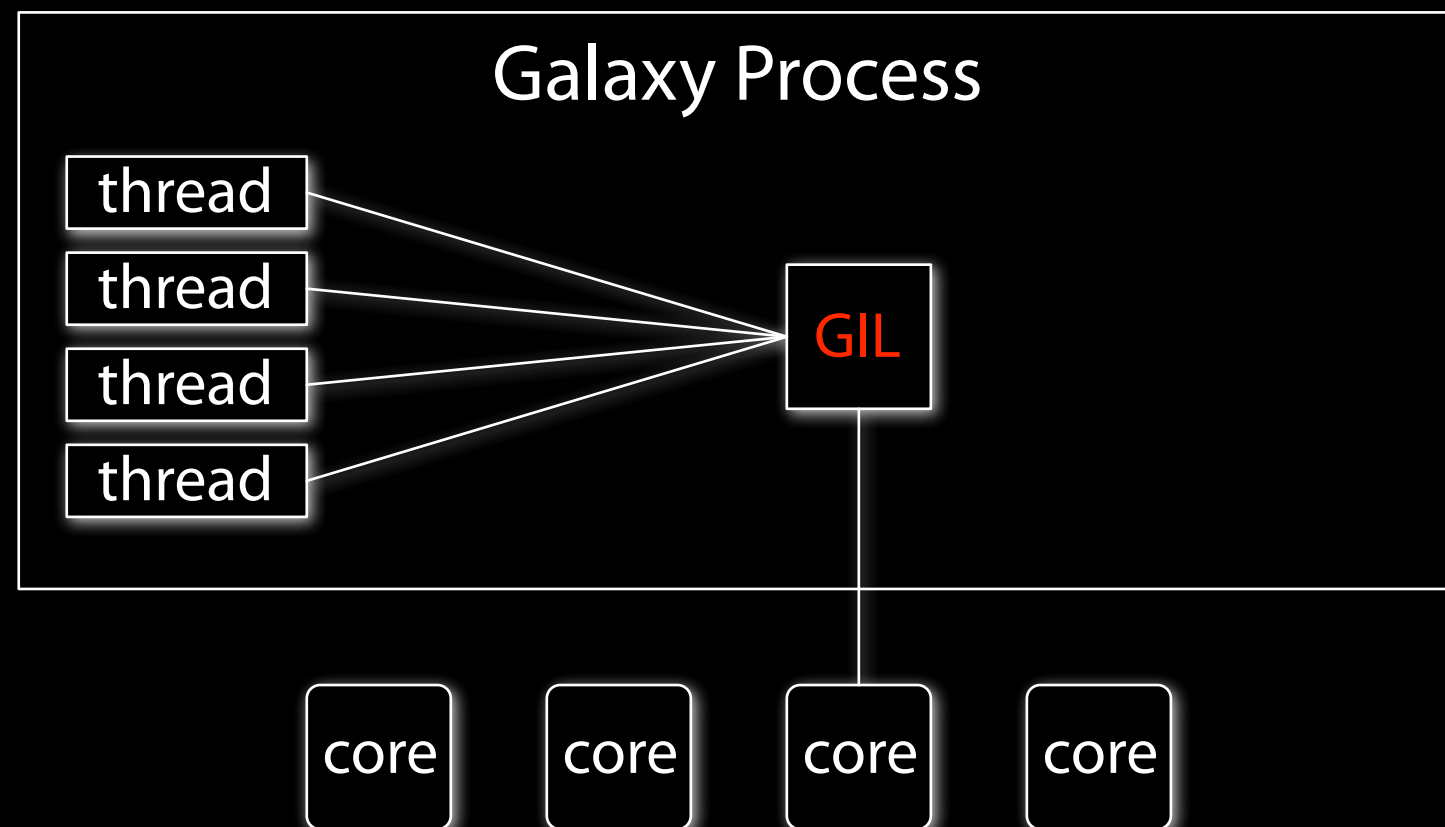 Galaxy Process
thread
thread
thread
thread
GIL
core core core core